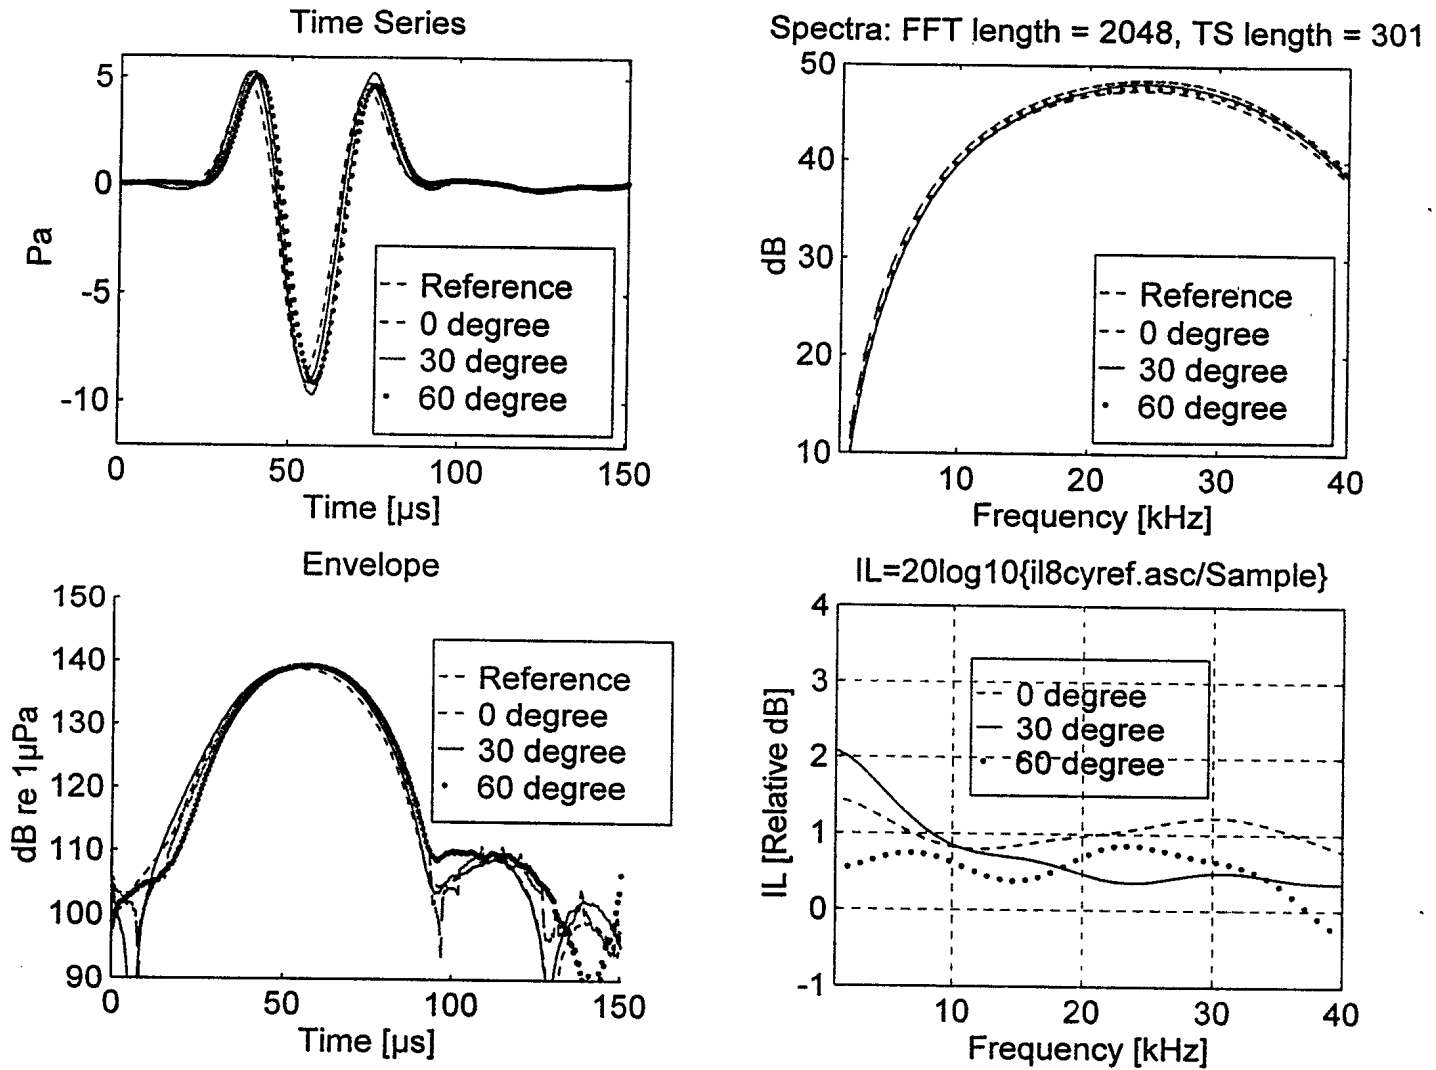 Time Series
5
0
-5
-10
Pa
Reference
0 degree
30 degree
60 degree
0 50 100 150
Time [µs]
Spectra: FFT length = 2048, TS length = 301
50
40
30
20
10
dB
Reference
0 degree
30 degree
60 degree
10 20 30 40
Frequency [kHz]
Envelope
150
140
130
120
110
100
90
dB re 1µPa
Reference
0 degree
30 degree
60 degree
0 50 100 150
Time [µs]
IL=20log10{il8cyref.asc/Sample}
4
3
2
1
0
-1
IL [Relative dB]
0 degree
30 degree
60 degree
10 20 30 40
Frequency [kHz]